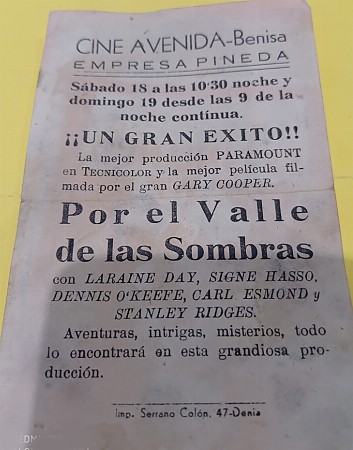 CINE AVENIDA-Benisa
EMPRESA PINEDA
Sábado 18 a las 10'30 noche y
domingo 19 desde las 9 de la
noche contínua.
¡¡UN GRAN EXITO!!
La mejor producción PARAMOUNT
en TECNICOLOR y la mejor película fil-
mada por el gran GARY COOPER.
Por el Valle
de las Sombras
con LARAINE DAY, SIGNE HASSO,
DENNIS O'KEEFE, CARL ESMOND y
STANLEY RIDGES.
Aventuras, intrigas, misterios, todo
lo encontrará en esta grandiosa pro-
ducción.
Imp. Serrano Colón, 47-Denia